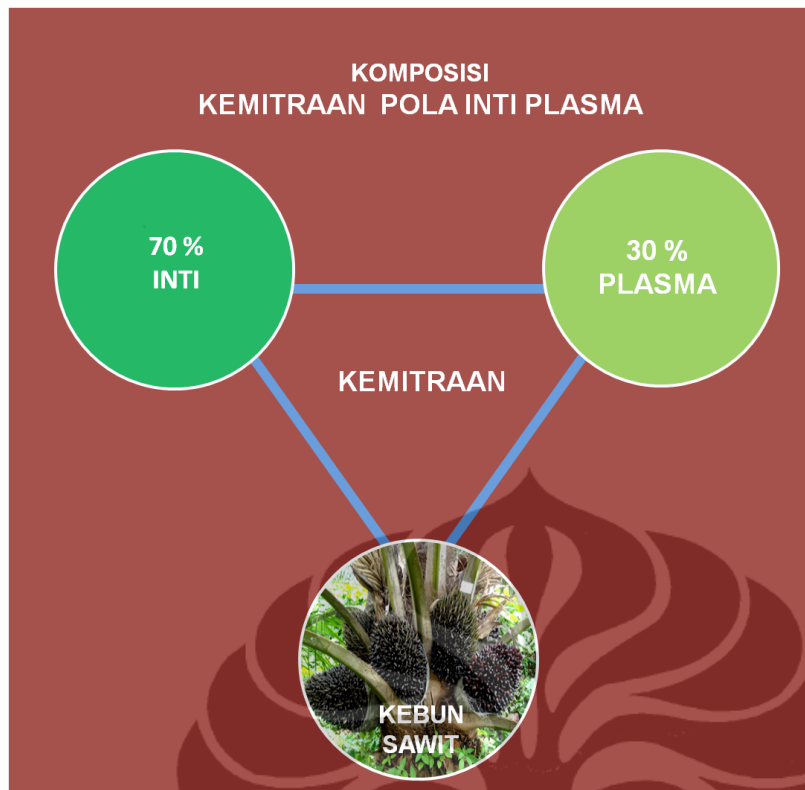 KOMPOSISI
KEMITRAAN POLA INTI PLASMA
70 %
INTI
30 %
PLASMA
KEMITRAAN
KEBUN
SAWIT